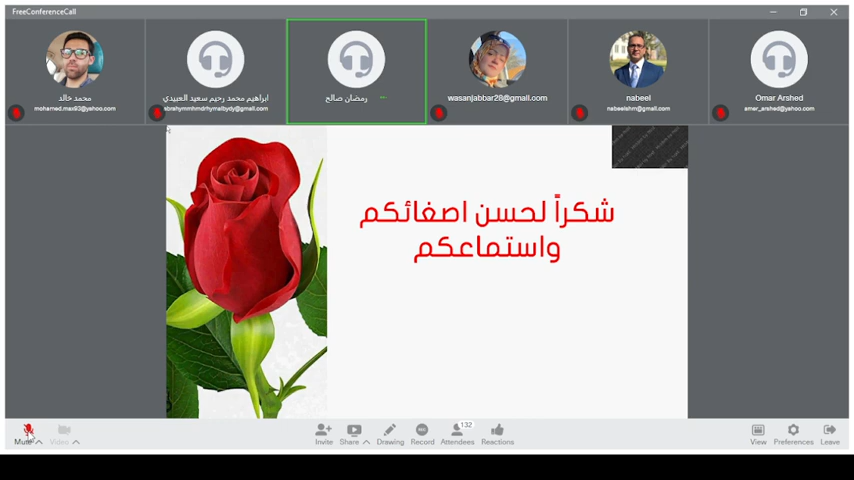 FreeConferenceCall
محمد خالد
mohamed.max93@yahoo.com
ابراهيم محمد رحيم سعيد العبيدي
رمضان صالح
wasanjabbar28@gmail.com
nabeel
nabeelshm@gmail.com
Omar Arshed
amer_arshed@yahoo.com
شكراً لحسن اصغائكم
واستماعكم
Mute
Video
Invite
Share
Drawing
Record
132
Attendees
Reactions
View
Preferences
Leave